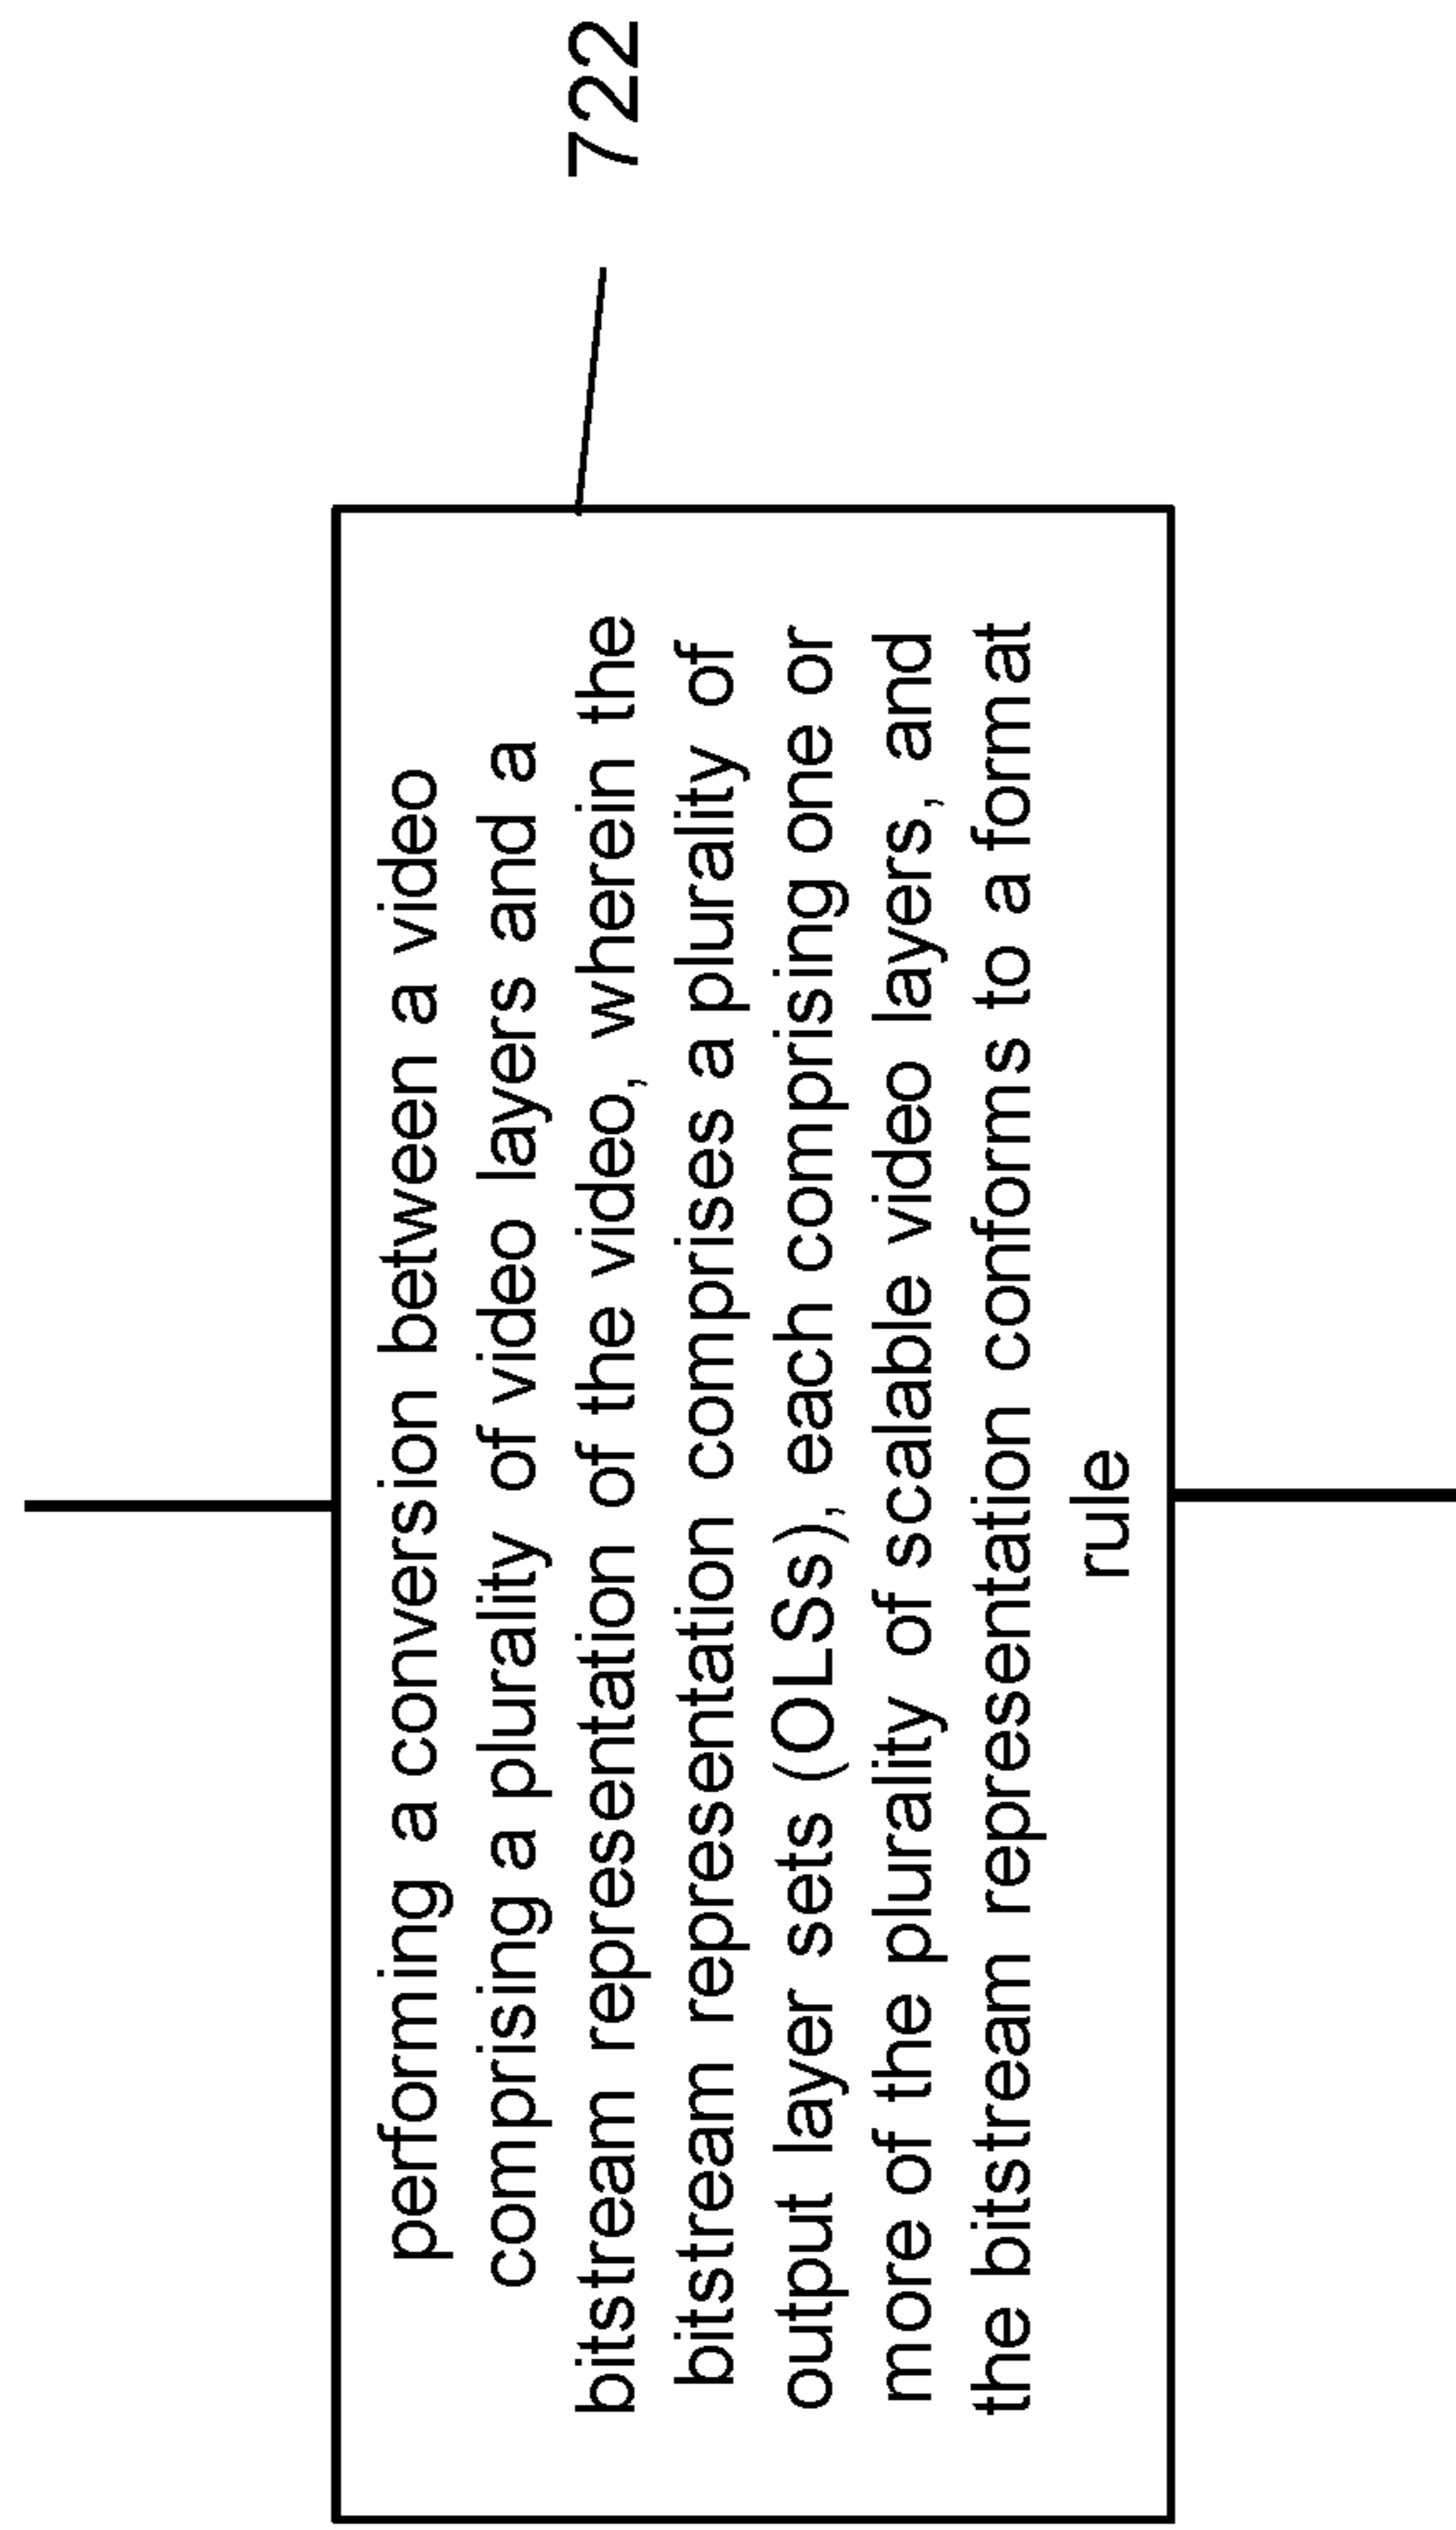 performing a conversion between a video
comprising a plurality of video layers and a
bitstream representation of the video, wherein the
bitstream representation comprises a plurality of
output layer sets (OLSs), each comprising one or
more of the plurality of scalable video layers, and
the bitstream representation conforms to a format
rule
722